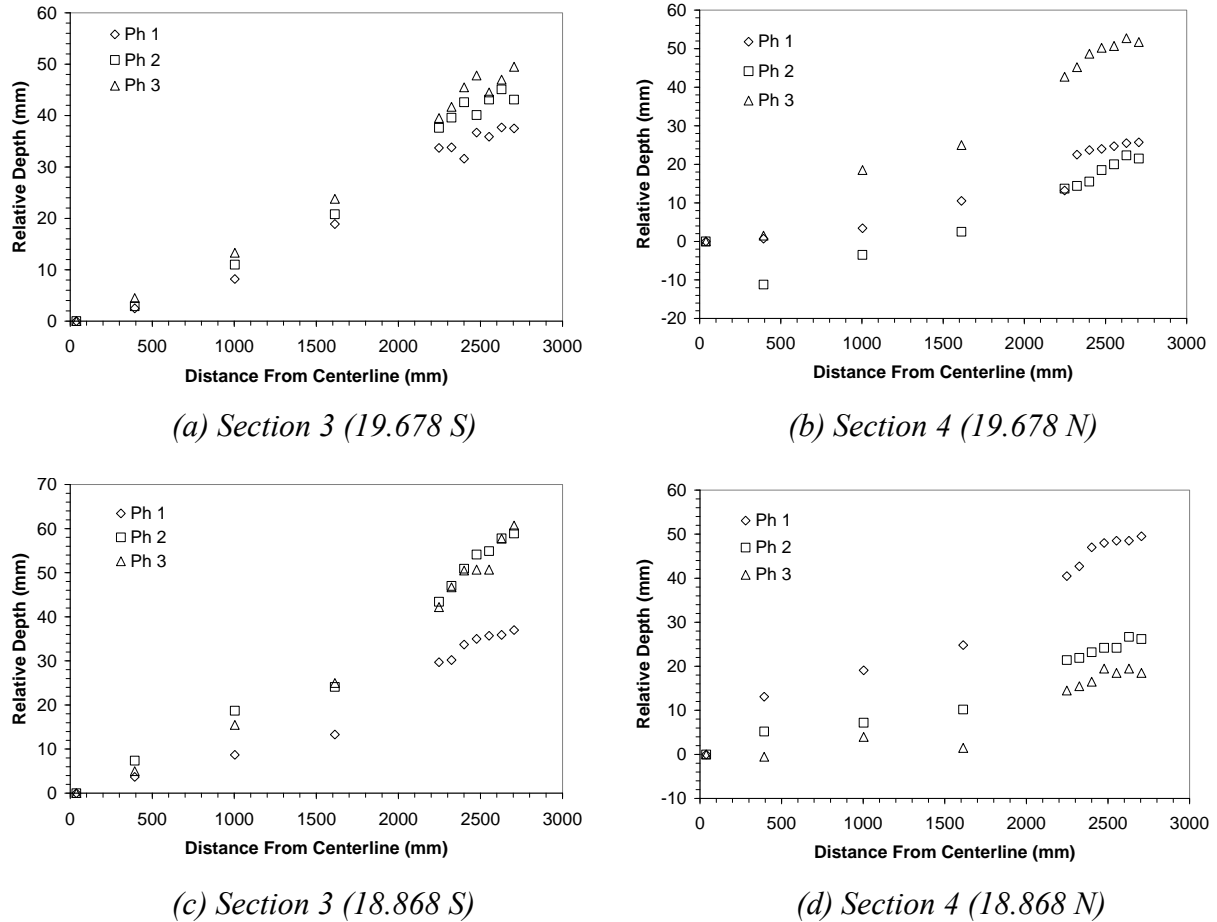 60
50
40
30
20
10
0
Relative Depth (mm)
Ph 1
Ph 2
Ph 3
0 500 1000 1500 2000 2500 3000
Distance From Centerline (mm)
(a) Section 3 (19.678 S)
60
50
40
30
20
10
0
-10
-20
Relative Depth (mm)
Ph 1
Ph 2
Ph 3
0 500 1000 1500 2000 2500 3000
Distance From Centerline (mm)
(b) Section 4 (19.678 N)
70
60
50
40
30
20
10
0
Relative Depth (mm)
Ph 1
Ph 2
Ph 3
0 500 1000 1500 2000 2500 3000
Distance From Centerline (mm)
(c) Section 3 (18.868 S)
60
50
40
30
20
10
0
-10
Relative Depth (mm)
Ph 1
Ph 2
Ph 3
0 500 1000 1500 2000 2500 3000
Distance From Centerline (mm)
(d) Section 4 (18.868 N)